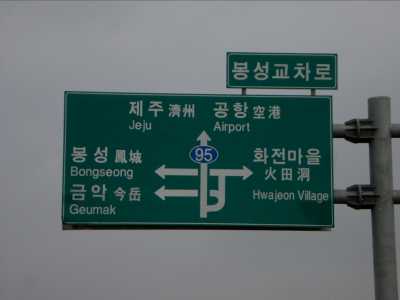 봉성교차로
제주 濟州 공항 空港
Jeju Airport
95
봉성 鳳城
Bongseong
금악 今岳
Geumak
화전마을
火田洞
Hwajeon Village